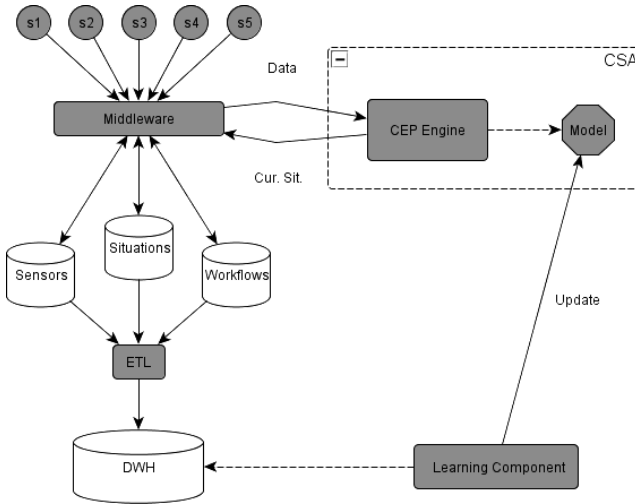 s1
s2
s3
s4
s5
Data
CSA
Middleware
CEP Engine
Model
Cur. Sit.
Situations
Sensors
Workflows
Update
ETL
DWH
Learning Component